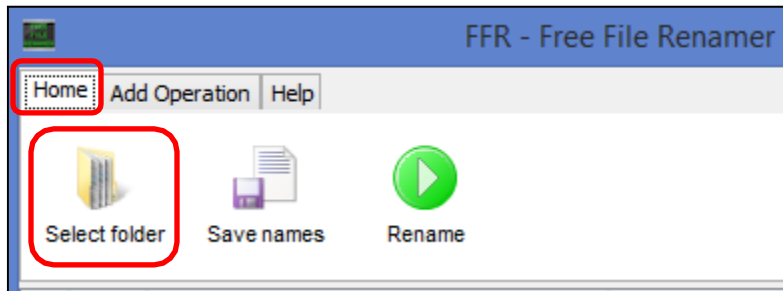 FFR - Free File Renamer
Home Add Operation Help
Select folder Save names Rename